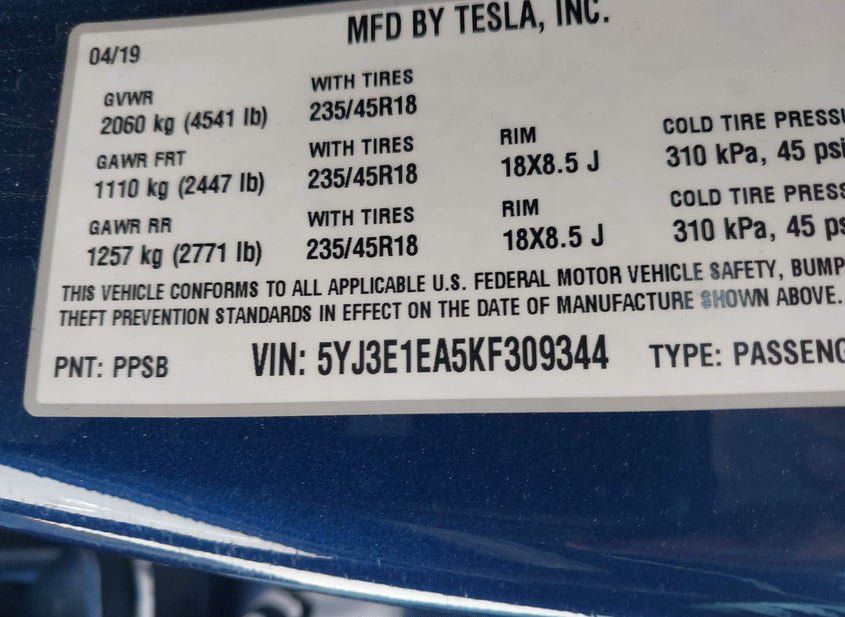 MFD BY TESLA, INC.
04/19
GVWR
2060 kg (4541 lb)
WITH TIRES
235/45R18
GAWR FRT
1110 kg (2447 lb)
WITH TIRES
235/45R18
RIM
18X8.5 J
COLD TIRE PRESSU
310 kPa, 45 psi
GAWR RR
1257 kg (2771 lb)
WITH TIRES
235/45R18
RIM
18X8.5 J
COLD TIRE PRESS
310 kPa, 45 ps
THIS VEHICLE CONFORMS TO ALL APPLICABLE U.S. FEDERAL MOTOR VEHICLE SAFETY, BUMP
THEFT PREVENTION STANDARDS IN EFFECT ON THE DATE OF MANUFACTURE SHOWN ABOVE.
PNT: PPSB VIN: 5YJ3E1EA5KF309344 TYPE: PASSENG